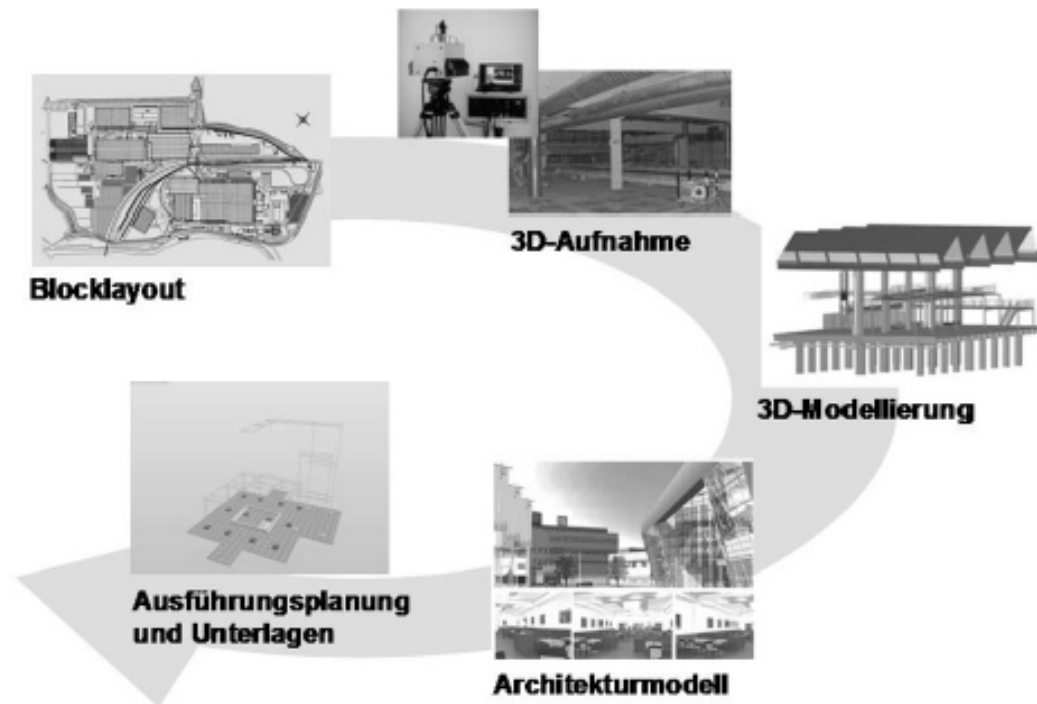 Blocklayout
3D-Aufnahme
3D-Modellierung
Architekturmodell
Ausführungsplanung
und Unterlagen